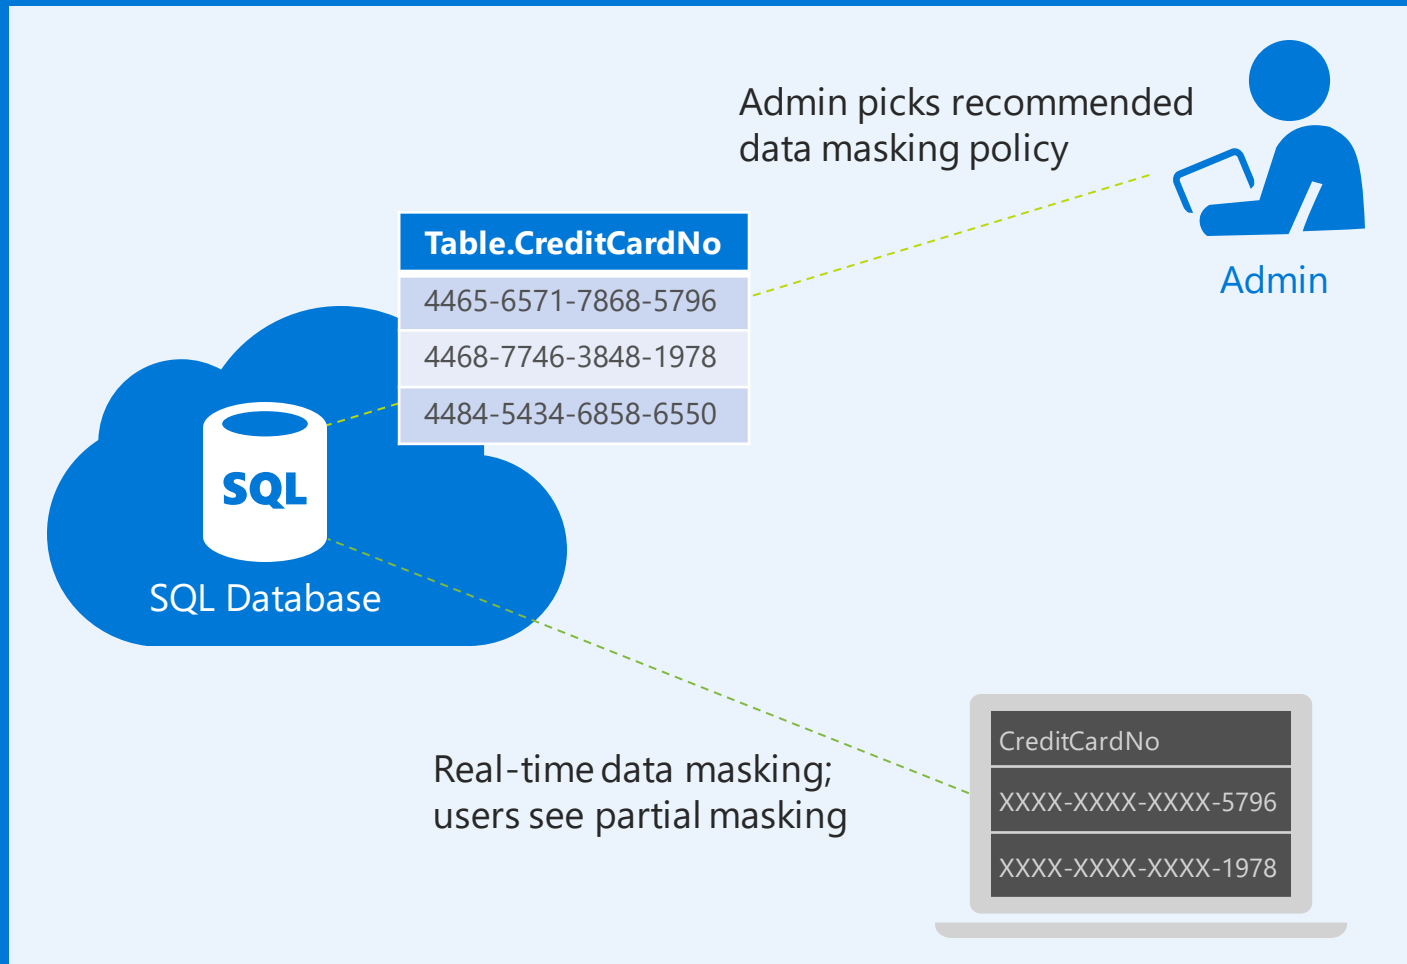 Admin picks recommended
data masking policy
Admin
Table.CreditCardNo
4465-6571-7868-5796
4468-7746-3848-1978
4484-5434-6858-6550
SQL
SQL Database
Real-time data masking;
users see partial masking
CreditCardNo
XXXX-XXXX-XXXX-5796
XXXX-XXXX-XXXX-1978